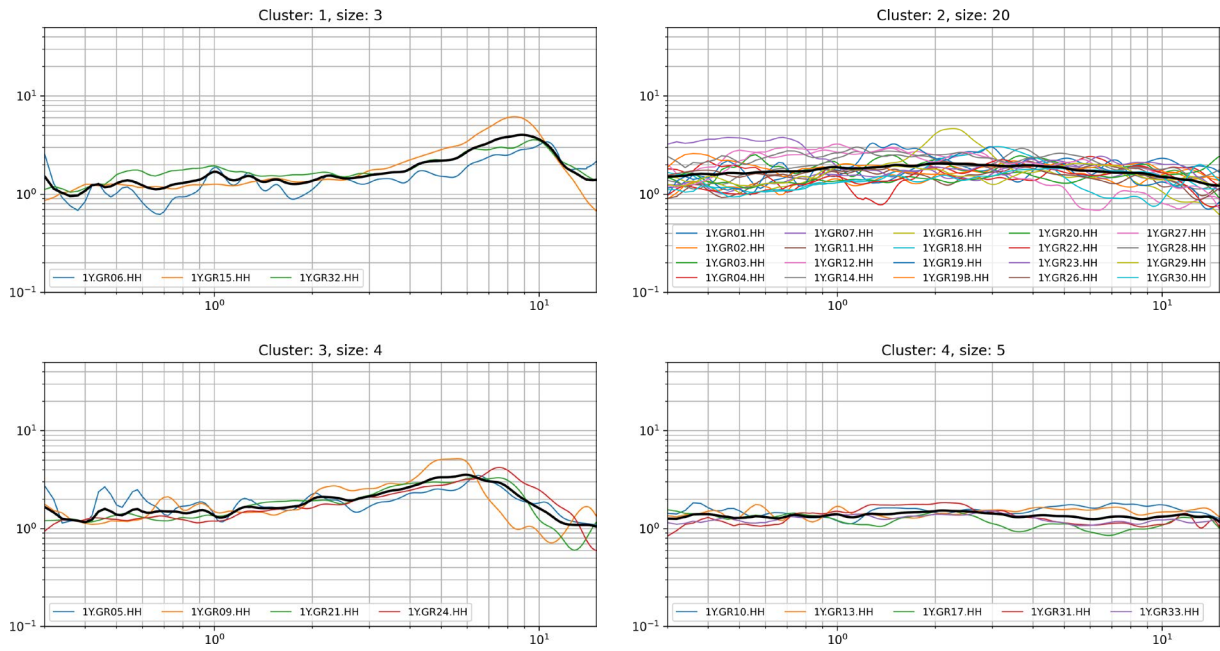 Cluster: 1, size: 3
10¹
10⁰
10⁻¹
1Y.GR06.HH 1Y.GR15.HH 1Y.GR32.HH
10⁰ 10¹
Cluster: 2, size: 20
10¹
10⁰
10⁻¹
1Y.GR01.HH 1Y.GR07.HH 1Y.GR16.HH 1Y.GR20.HH 1Y.GR27.HH
1Y.GR02.HH 1Y.GR11.HH 1Y.GR18.HH 1Y.GR22.HH 1Y.GR28.HH
1Y.GR03.HH 1Y.GR12.HH 1Y.GR19.HH 1Y.GR23.HH 1Y.GR29.HH
1Y.GR04.HH 1Y.GR14.HH 1Y.GR19B.HH 1Y.GR26.HH 1Y.GR30.HH
10⁰ 10¹
Cluster: 3, size: 4
10¹
10⁰
10⁻¹
1Y.GR05.HH 1Y.GR09.HH 1Y.GR21.HH 1Y.GR24.HH
10⁰ 10¹
Cluster: 4, size: 5
10¹
10⁰
10⁻¹
1Y.GR10.HH 1Y.GR13.HH 1Y.GR17.HH 1Y.GR31.HH 1Y.GR33.HH
10⁰ 10¹